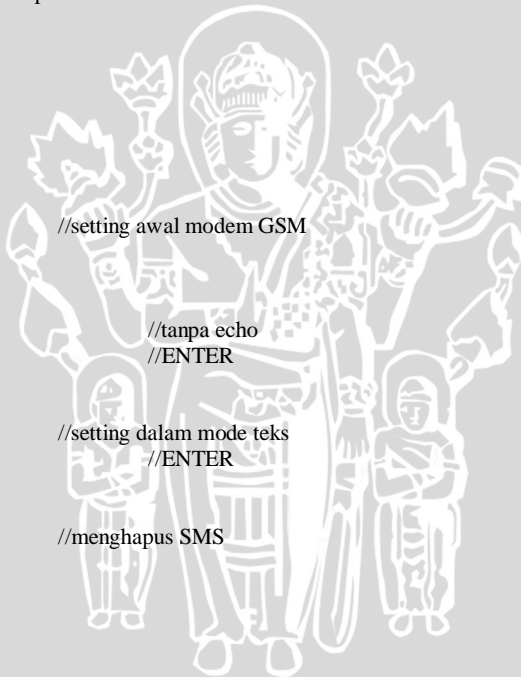 //setting awal modem GSM
//tanpa echo
//ENTER
//setting dalam mode teks
//ENTER
//menghapus SMS